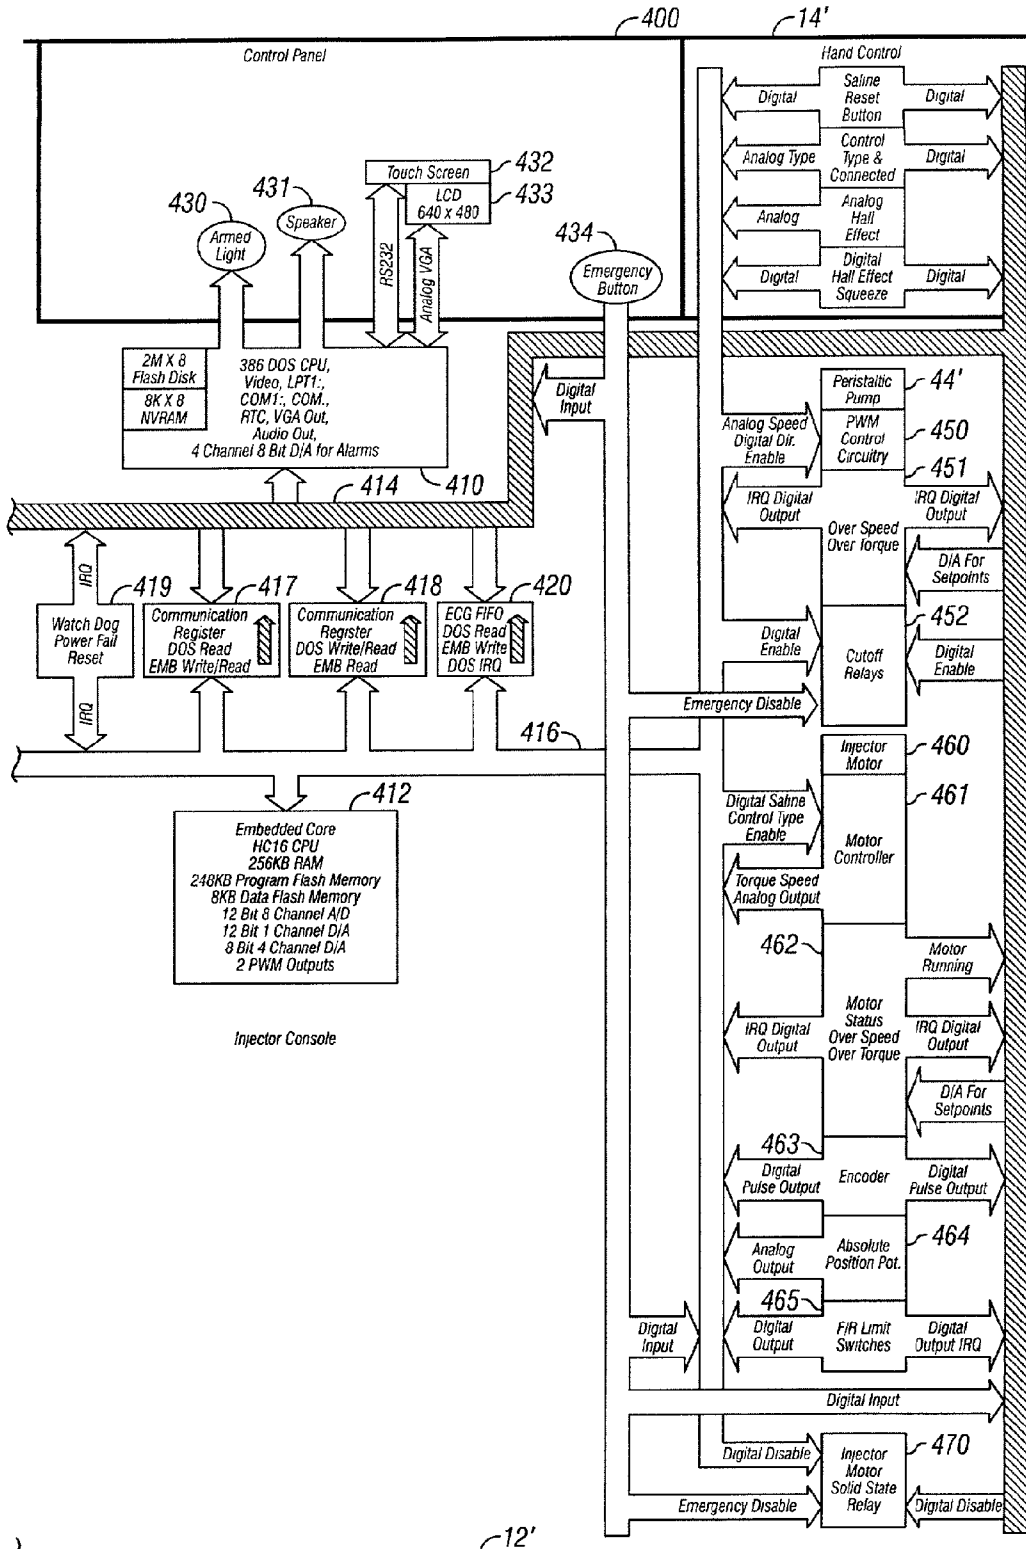 400
14'
Control Panel
Hand Control
Digital
Saline
Reset
Button
Digital
Analog Type
Control
Type &
Connected
Digital
Analog
Analog
Hall
Effect
Digital
Digital
Hall Effect
Squeeze
Digital
430
Armed
Light
431
Speaker
Touch Screen
432
LCD
640 x 480
433
RS232
Analog VGA
434
Emergency
Button
2M X 8
Flash Disk
8K X 8
NVRAM
386 DOS CPU,
Video, LPT1:,
COM1:, COM.,
RTC, VGA Out,
Audio Out,
4 Channel 8 Bit D/A for Alarms
410
414
Digital
Input
Peristaltic
Pump
44'
Analog Speed
Digital Dir.
Enable
PWM
Control
Circuitry
450
451
IRQ Digital
Output
IRQ Digital
Output
Over Speed
Over Torque
D/A For
Setpoints
452
Digital
Enable
Cutoff
Relays
Digital
Enable
Emergency Disable
IRQ
419
Watch Dog
Power Fail
Reset
IRQ
417
Communication
Register
DOS Read
EMB Write/Read
418
Communication
Register
DOS Write/Read
EMB Read
420
ECG FIFO
DOS Read
EMB Write
DOS IRQ
416
412
Embedded Core
HC16 CPU
256KB RAM
248KB Program Flash Memory
8KB Data Flash Memory
12 Bit 8 Channel A/D
12 Bit 1 Channel D/A
8 Bit 4 Channel D/A
2 PWM Outputs
Injector Console
Injector
Motor
460
461
Digital Saline
Control Type
Enable
Motor
Controller
Torque Speed
Analog Output
462
Motor
Running
IRQ Digital
Output
Motor
Status
Over Speed
Over Torque
IRQ Digital
Output
D/A For
Setpoints
463
Digital
Pulse Output
Encoder
Digital
Pulse Output
Analog
Output
Absolute
Position Pot.
464
465
Digital
Input
Digital
Output
F/R Limit
Switches
Digital
Output IRQ
Digital Input
Digital Disable
Injector
Motor
Solid State
Relay
470
Emergency Disable
Digital Disable
12'